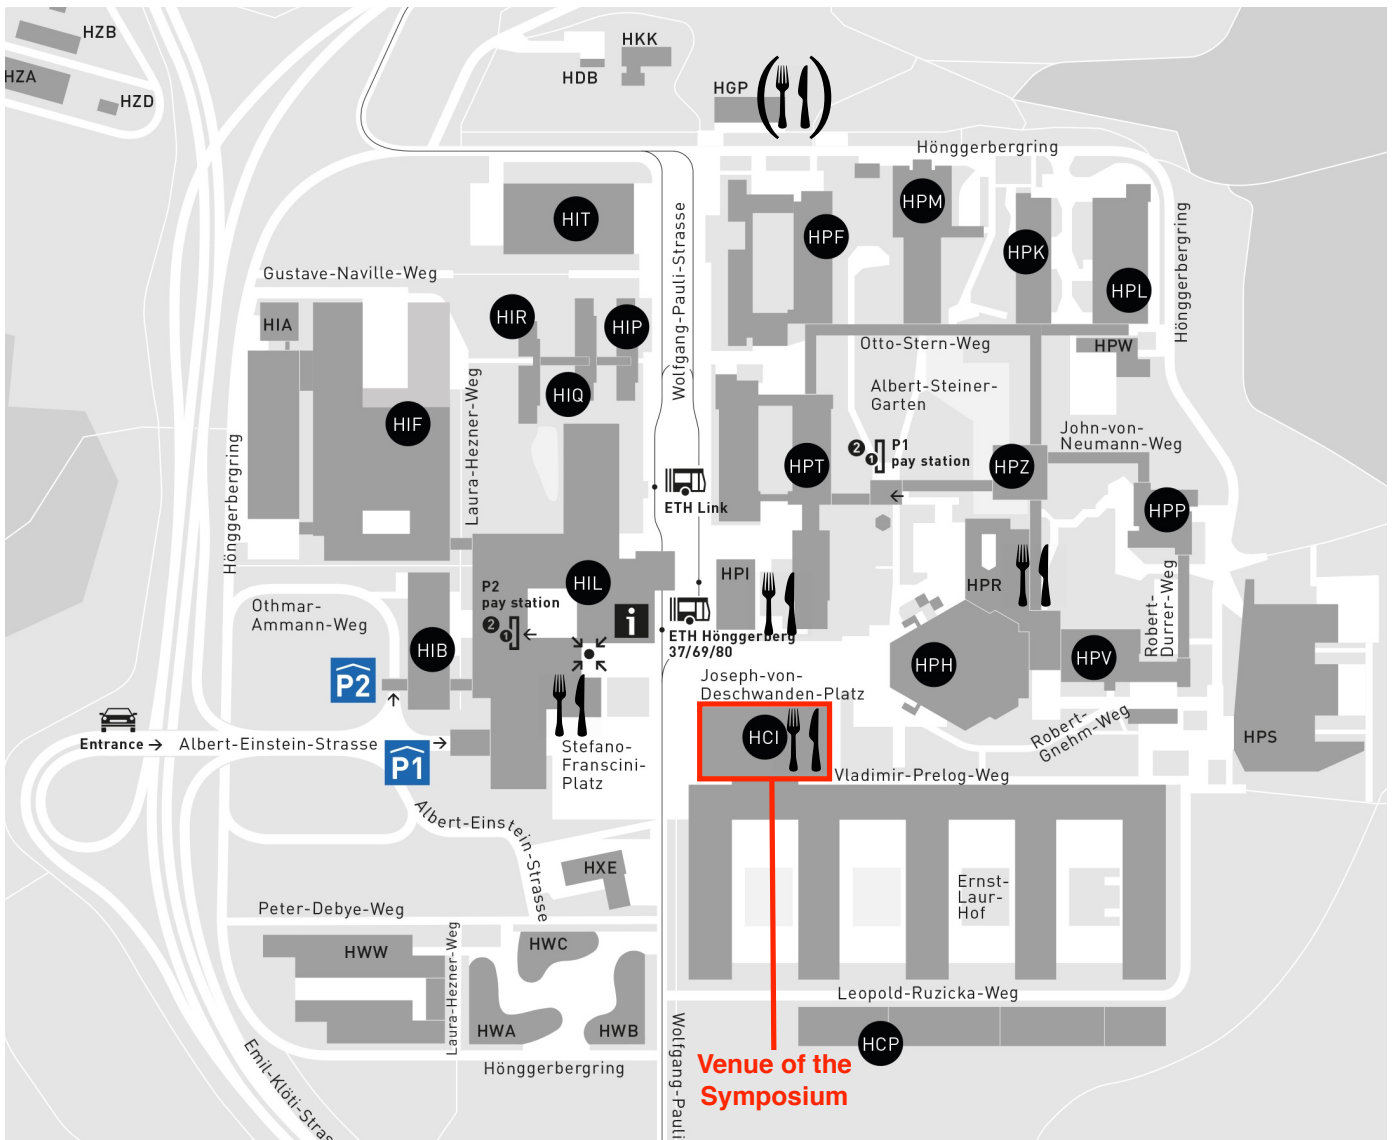 HZB
HZA
HZD
HKK
HDB
HGP
( )
Hönggerbergring
HIT
HPM
HPF
HPK
HPL
Wolfgang-Pauli-Strasse
Hönggerbergring
Gustave-Naville-Weg
HIA
HIR
HIP
HIQ
Otto-Stern-Weg
HPW
HIF
Laura-Hezner-Weg
Albert-Steiner-
Garten
John-von-
Neumann-Weg
Hönggerbergring
HPT
2
1
P1
pay station
HPZ
HPP
ETH Link
HIL
HPI
HPR
P2
pay station
2
1
i
ETH Hönggerberg
37/69/80
Othmar-
Ammann-Weg
HIB
HPH
HPV
Robert-
Durrer-Weg
P2
Joseph-von-
Deschwanden-Platz
Entrance →
Albert-Einstein-Strasse
P1
Stefano-
Franscini-
Platz
HCI
Robert-
Gnehm-Weg
HPS
Vladimir-Prelog-Weg
Albert-Einstein-Strasse
HXE
Ernst-
Laur-
Hof
Peter-Debye-Weg
HWW
Laura-Hezner-Weg
HWC
HWA
HWB
Leopold-Ruzicka-Weg
HCP
Hönggerbergring
Emil-Klöti-Stras
Wolfgang-Pauli
Venue of the
Symposium